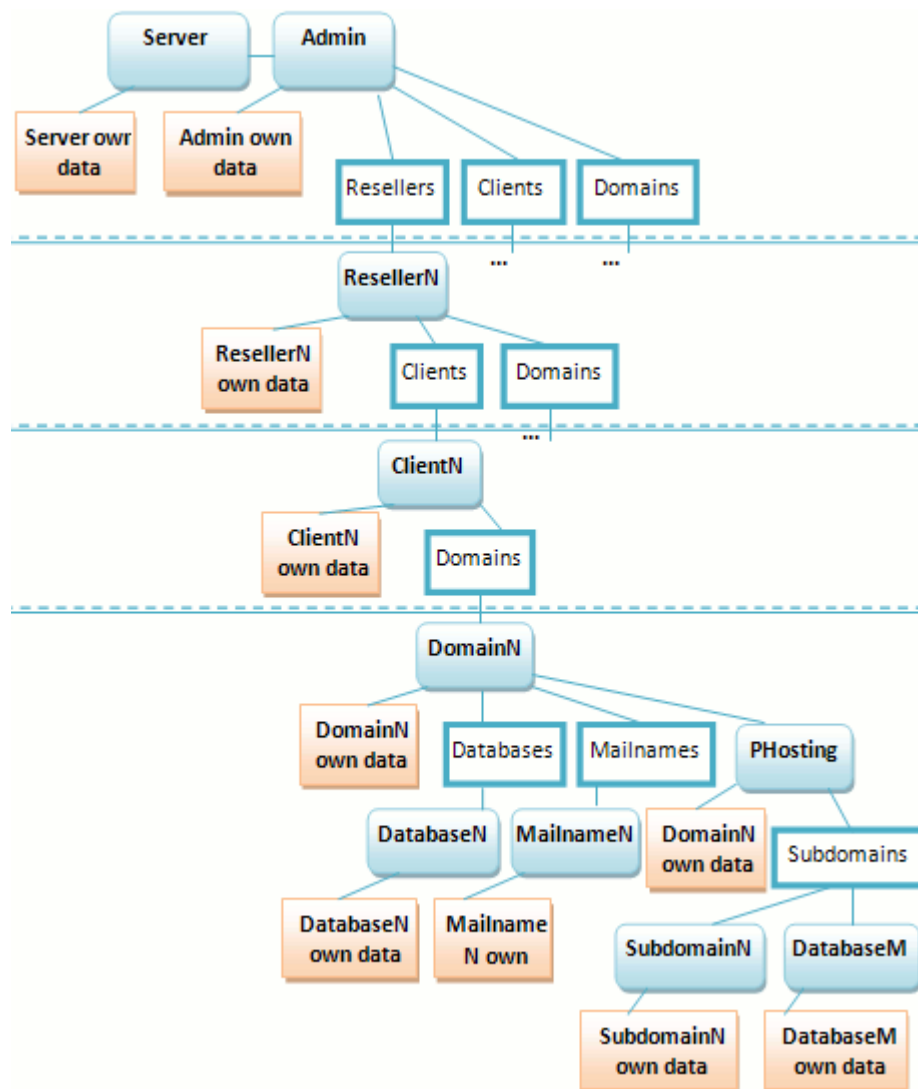 Server
Admin
Server owr
data
Admin own
data
Resellers
Clients
Domains
...
...
ResellerN
ResellerN
own data
Clients
Domains
...
ClientN
ClientN
own data
Domains
DomainN
DomainN
own data
Databases
Mailnames
PHosting
DatabaseN
MailnameN
DomainN
own data
Subdomains
DatabaseN
own data
Mailname
N own
SubdomainN
DatabaseM
SubdomainN
own data
DatabaseM
own data